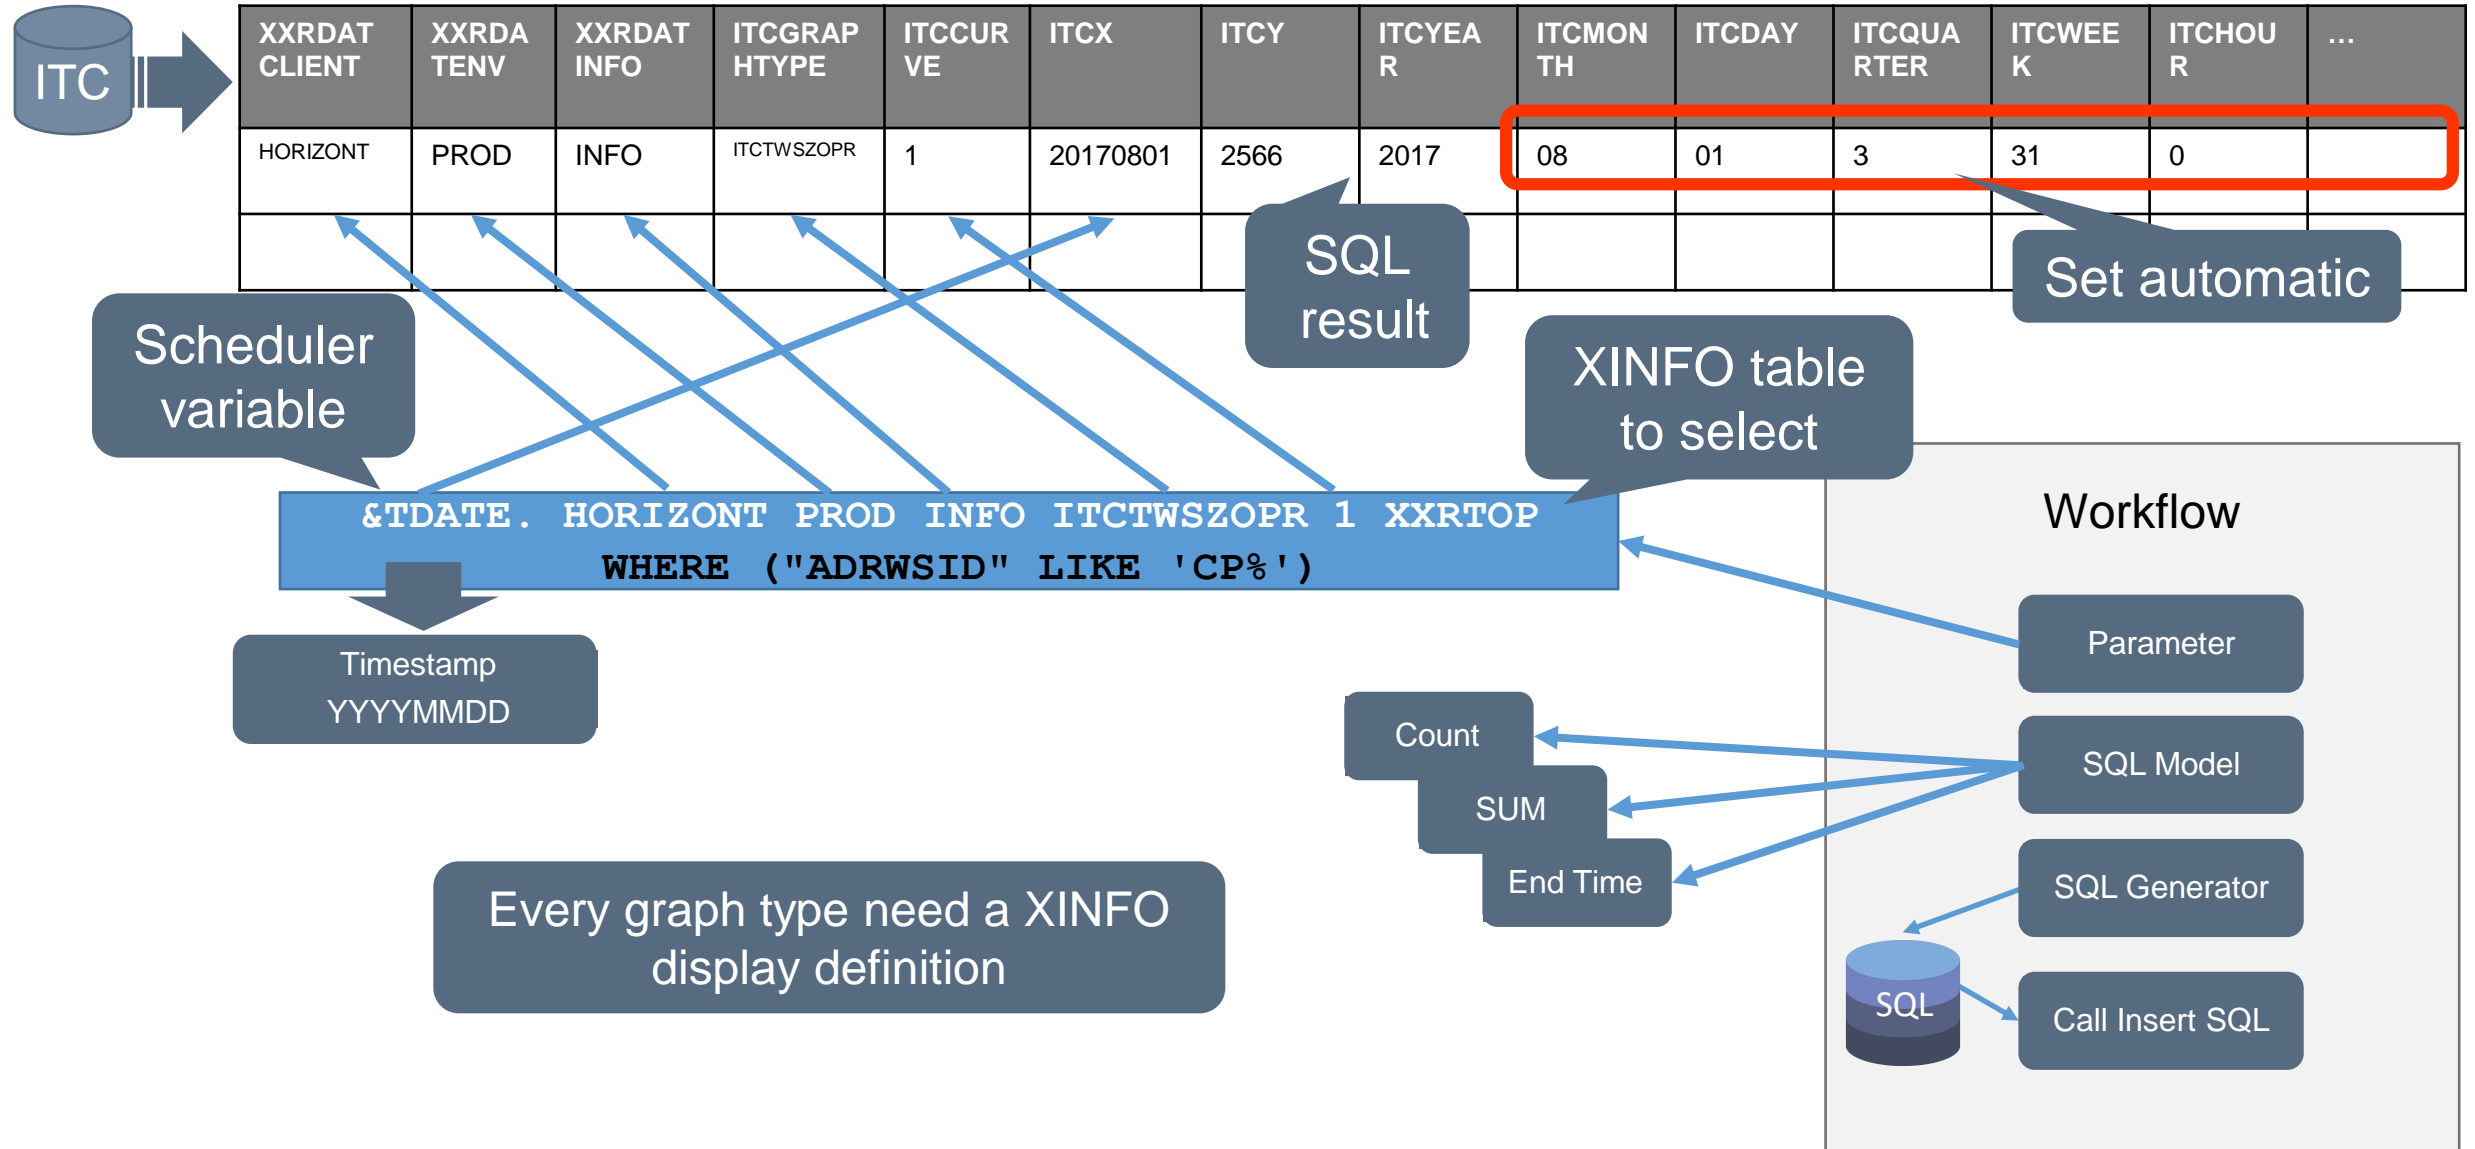 ITC
XXRDAT
CLIENT
XXRDA
TENV
XXRDAT
INFO
ITCGRAP
HTYPE
ITCCUR
VE
ITCX
ITCY
ITCYEA
R
ITCMON
TH
ITCDAY
ITCQUA
RTER
ITCWEE
K
ITCHOU
R
...
HORIZONT
PROD
INFO
ITCTWSZOPR
1
20170801
2566
2017
08
01
3
31
0
SQL
result
Set automatic
Scheduler
variable
XINFO table
to select
&TDATE. HORIZONT PROD INFO ITCTWSZOPR 1 XXRTOP
WHERE ("ADRWSID" LIKE 'CP%')
Timestamp
YYYYMMDD
Workflow
Parameter
SQL Model
SQL Generator
Call Insert SQL
SQL
Count
SUM
End Time
Every graph type need a XINFO
display definition